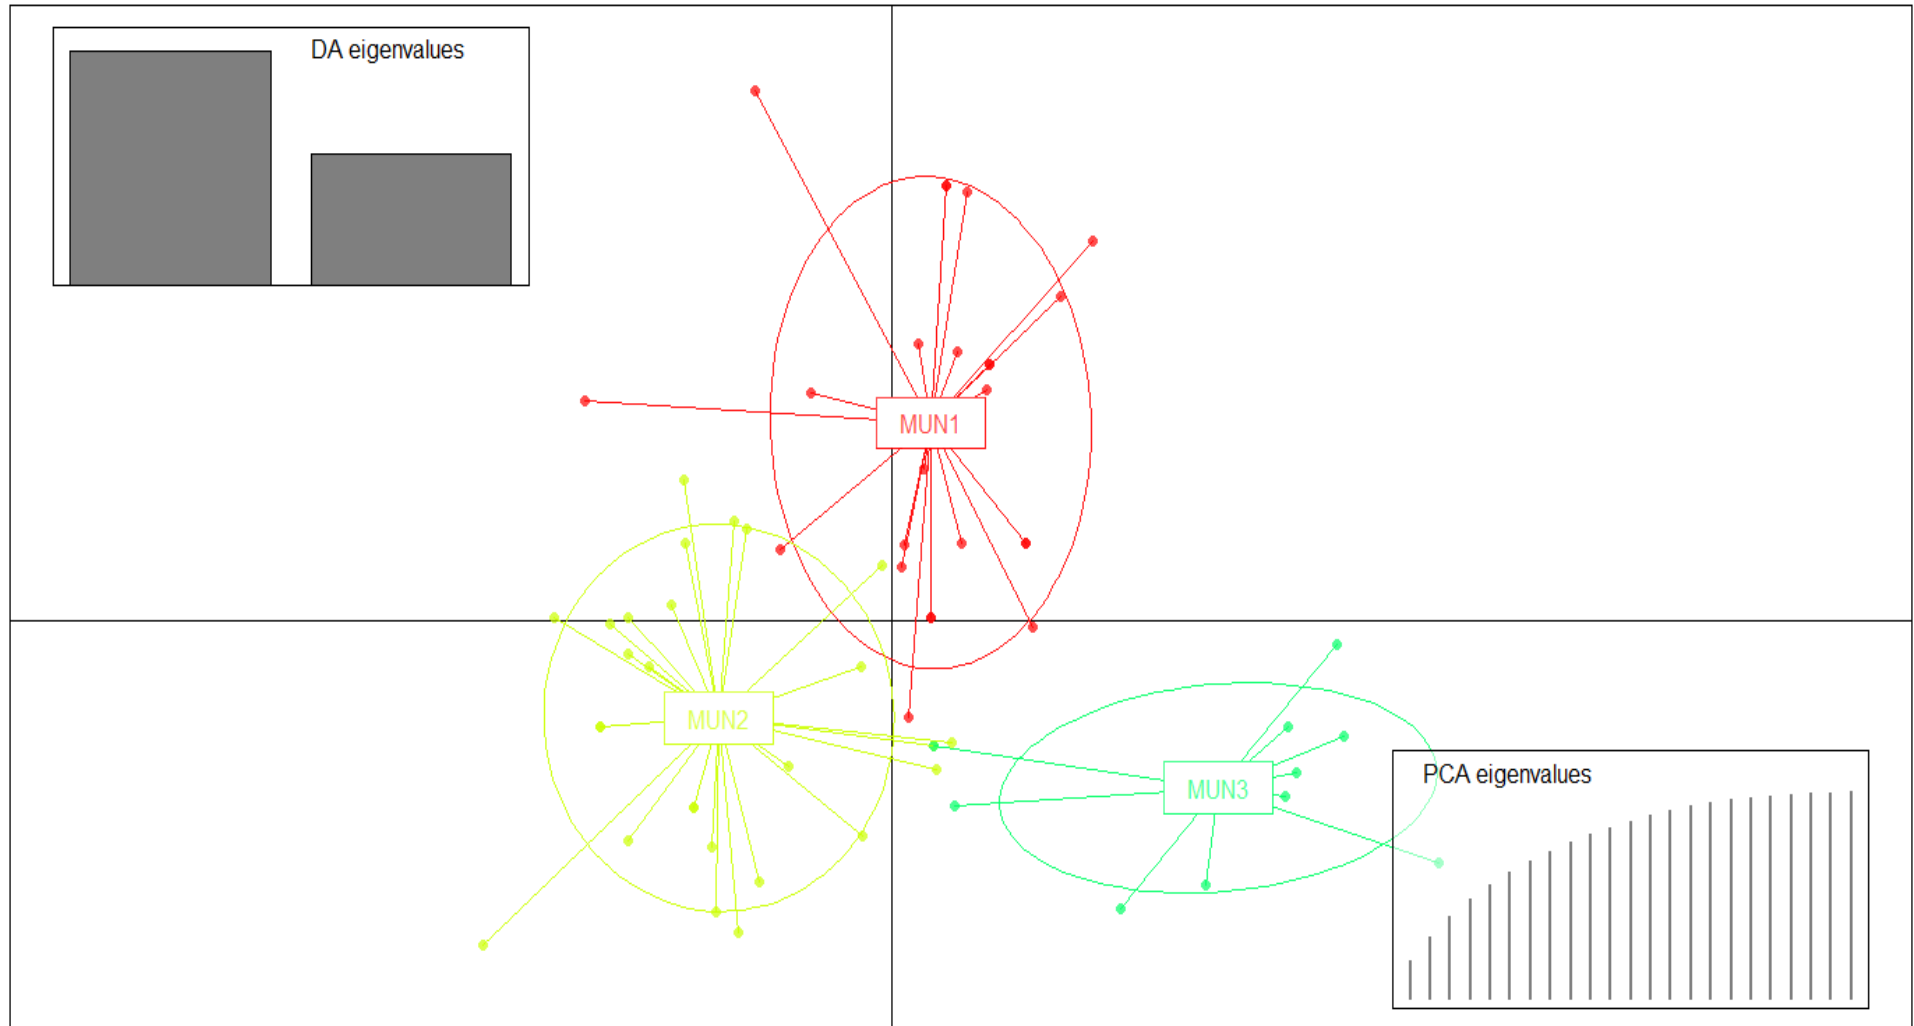 DA eigenvalues
MUN1
MUN2
MUN3
PCA eigenvalues